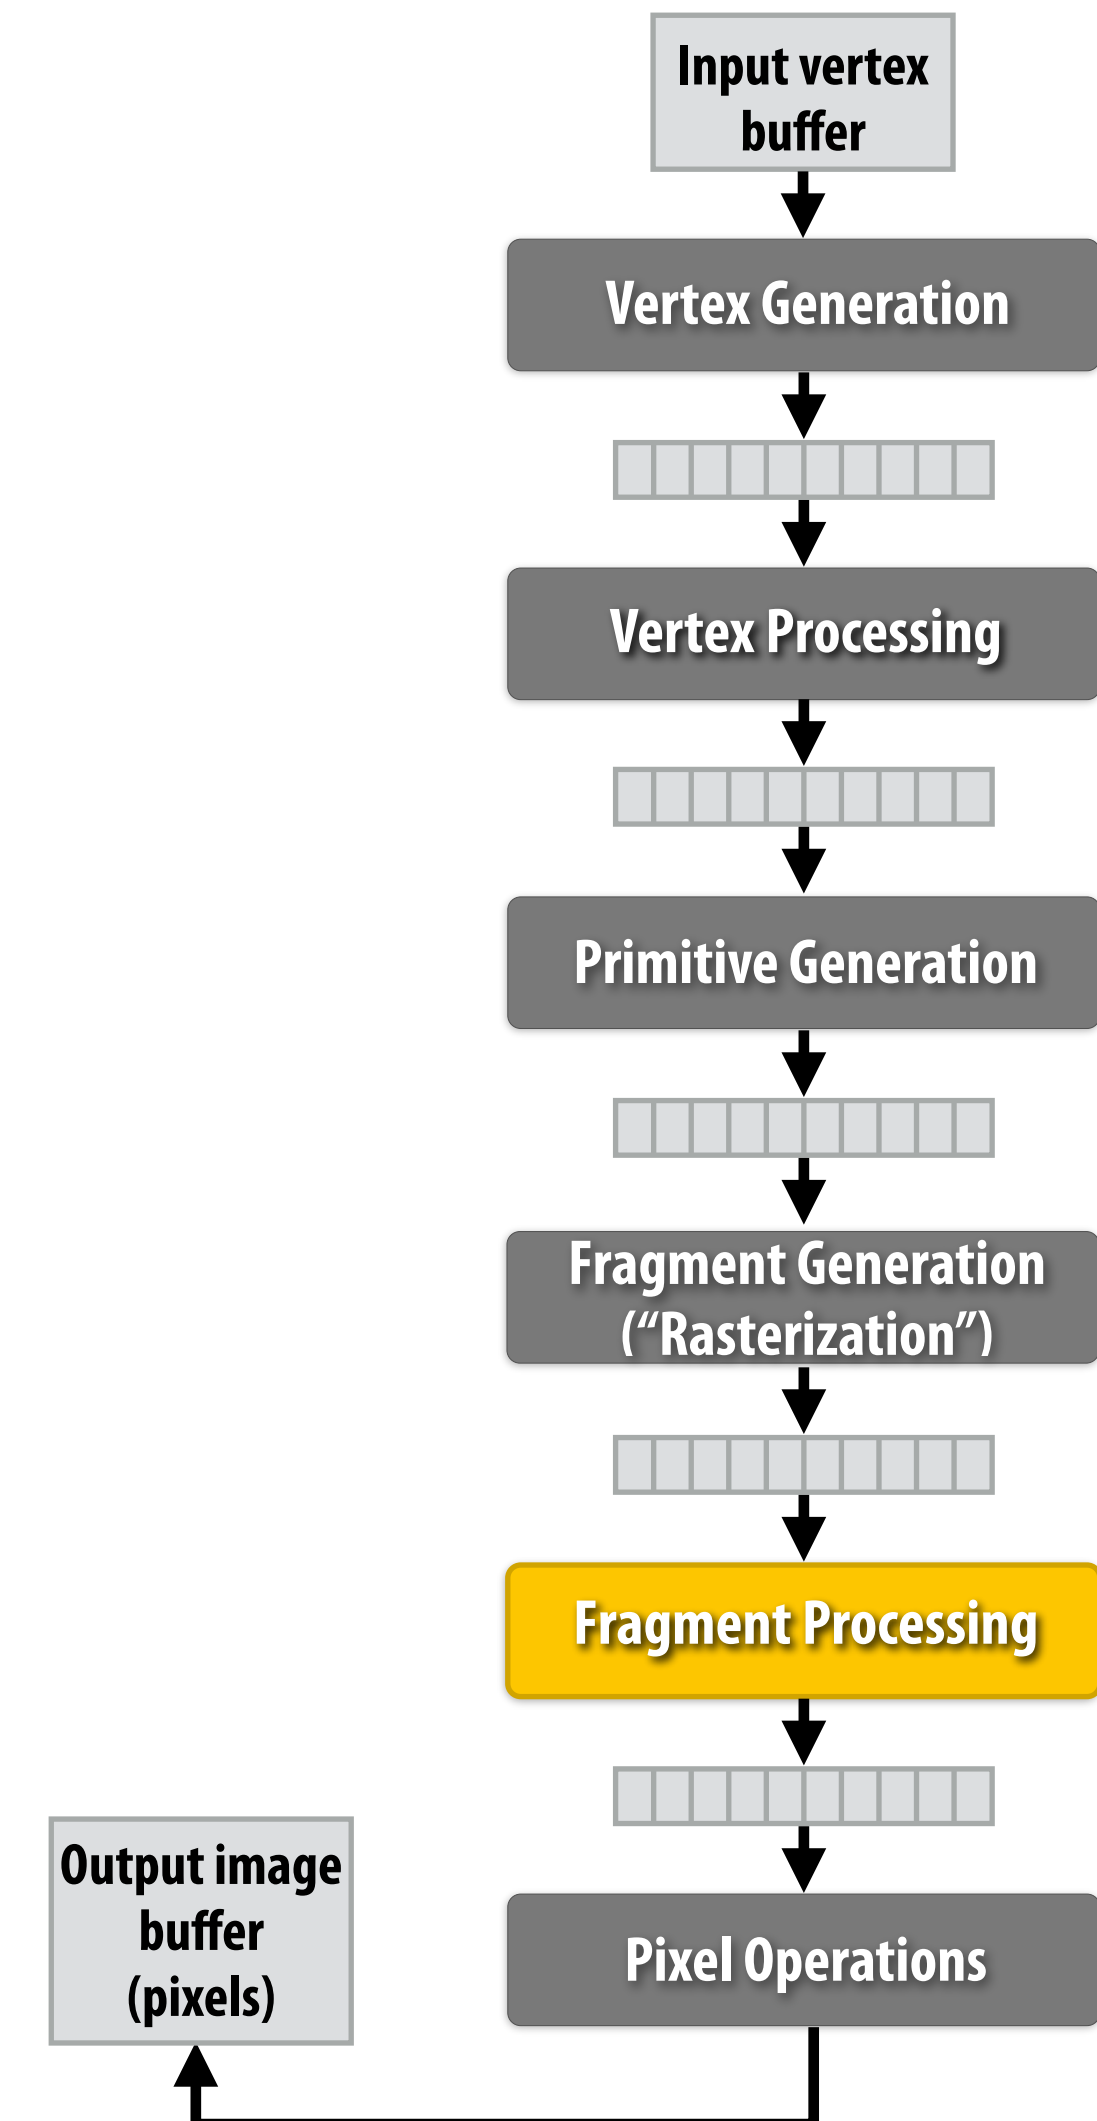 Input vertex
buffer
Vertex Generation
Vertex Processing
Primitive Generation
Fragment Generation
(“Rasterization”)
Fragment Processing
Output image
buffer
(pixels)
Pixel Operations